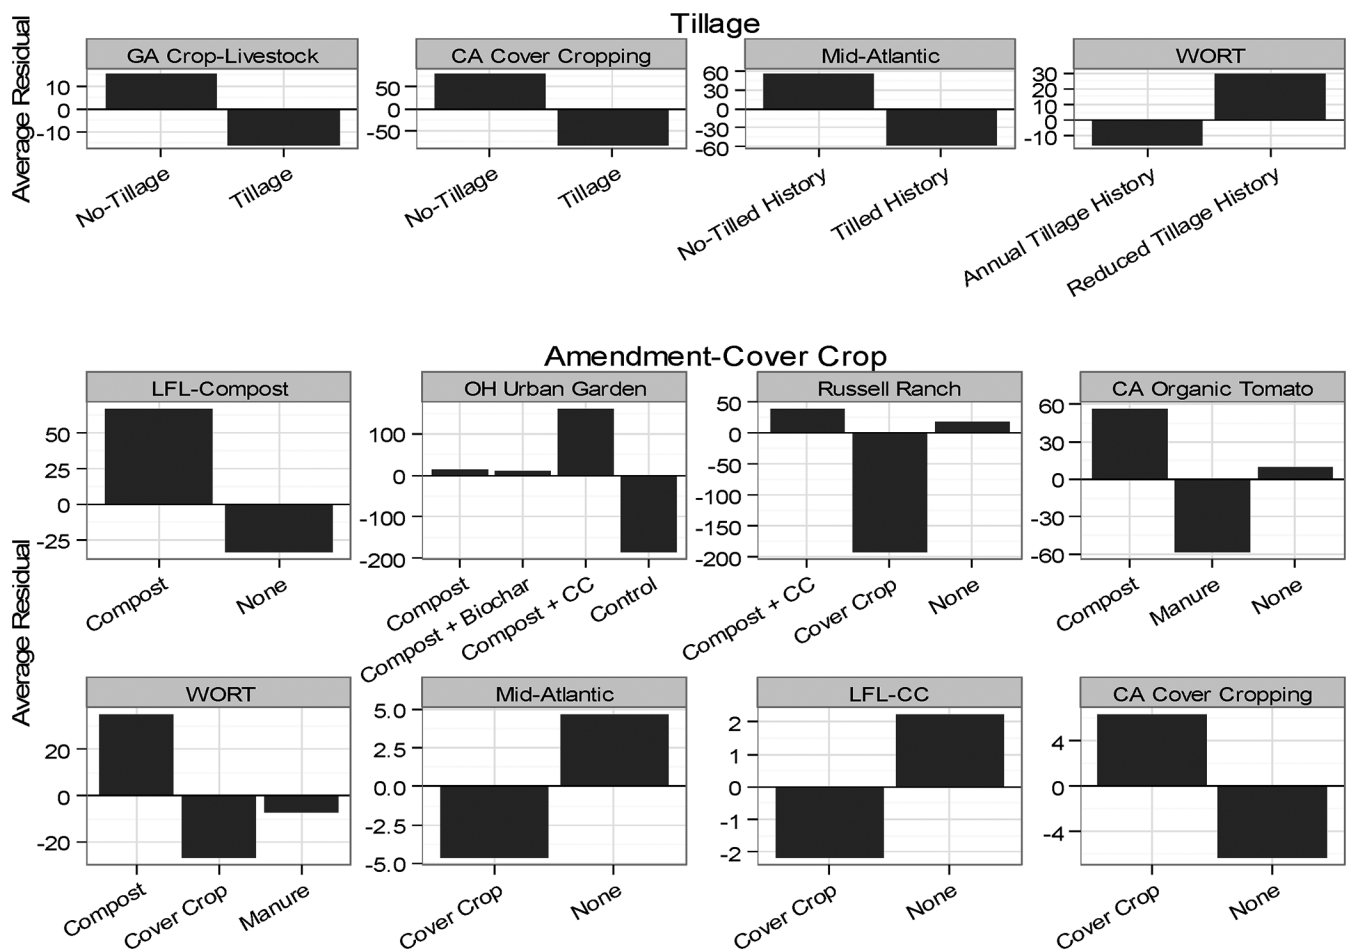 Tillage
GA Crop-Livestock
CA Cover Cropping
Mid-Atlantic
WORT
Average Residual
10
0
-10
No-Tillage
Tillage
50
0
-50
No-Tillage
Tillage
60
30
0
-30
-60
No-Tilled History
Tilled History
30
20
10
0
-10
Annual Tillage History
Reduced Tillage History
Amendment-Cover Crop
LFL-Compost
OH Urban Garden
Russell Ranch
CA Organic Tomato
Average Residual
50
25
0
-25
Compost
None
100
0
-100
-200
Compost
Compost + Biochar
Compost + CC
Control
50
0
-50
-100
-150
-200
Compost + CC
Cover Crop
None
60
30
0
-30
-60
Compost
Manure
None
WORT
Mid-Atlantic
LFL-CC
CA Cover Cropping
20
0
-20
Compost
Cover Crop
Manure
5.0
2.5
0.0
-2.5
-5.0
Cover Crop
None
2
1
0
-1
-2
Cover Crop
None
4
0
-4
Cover Crop
None